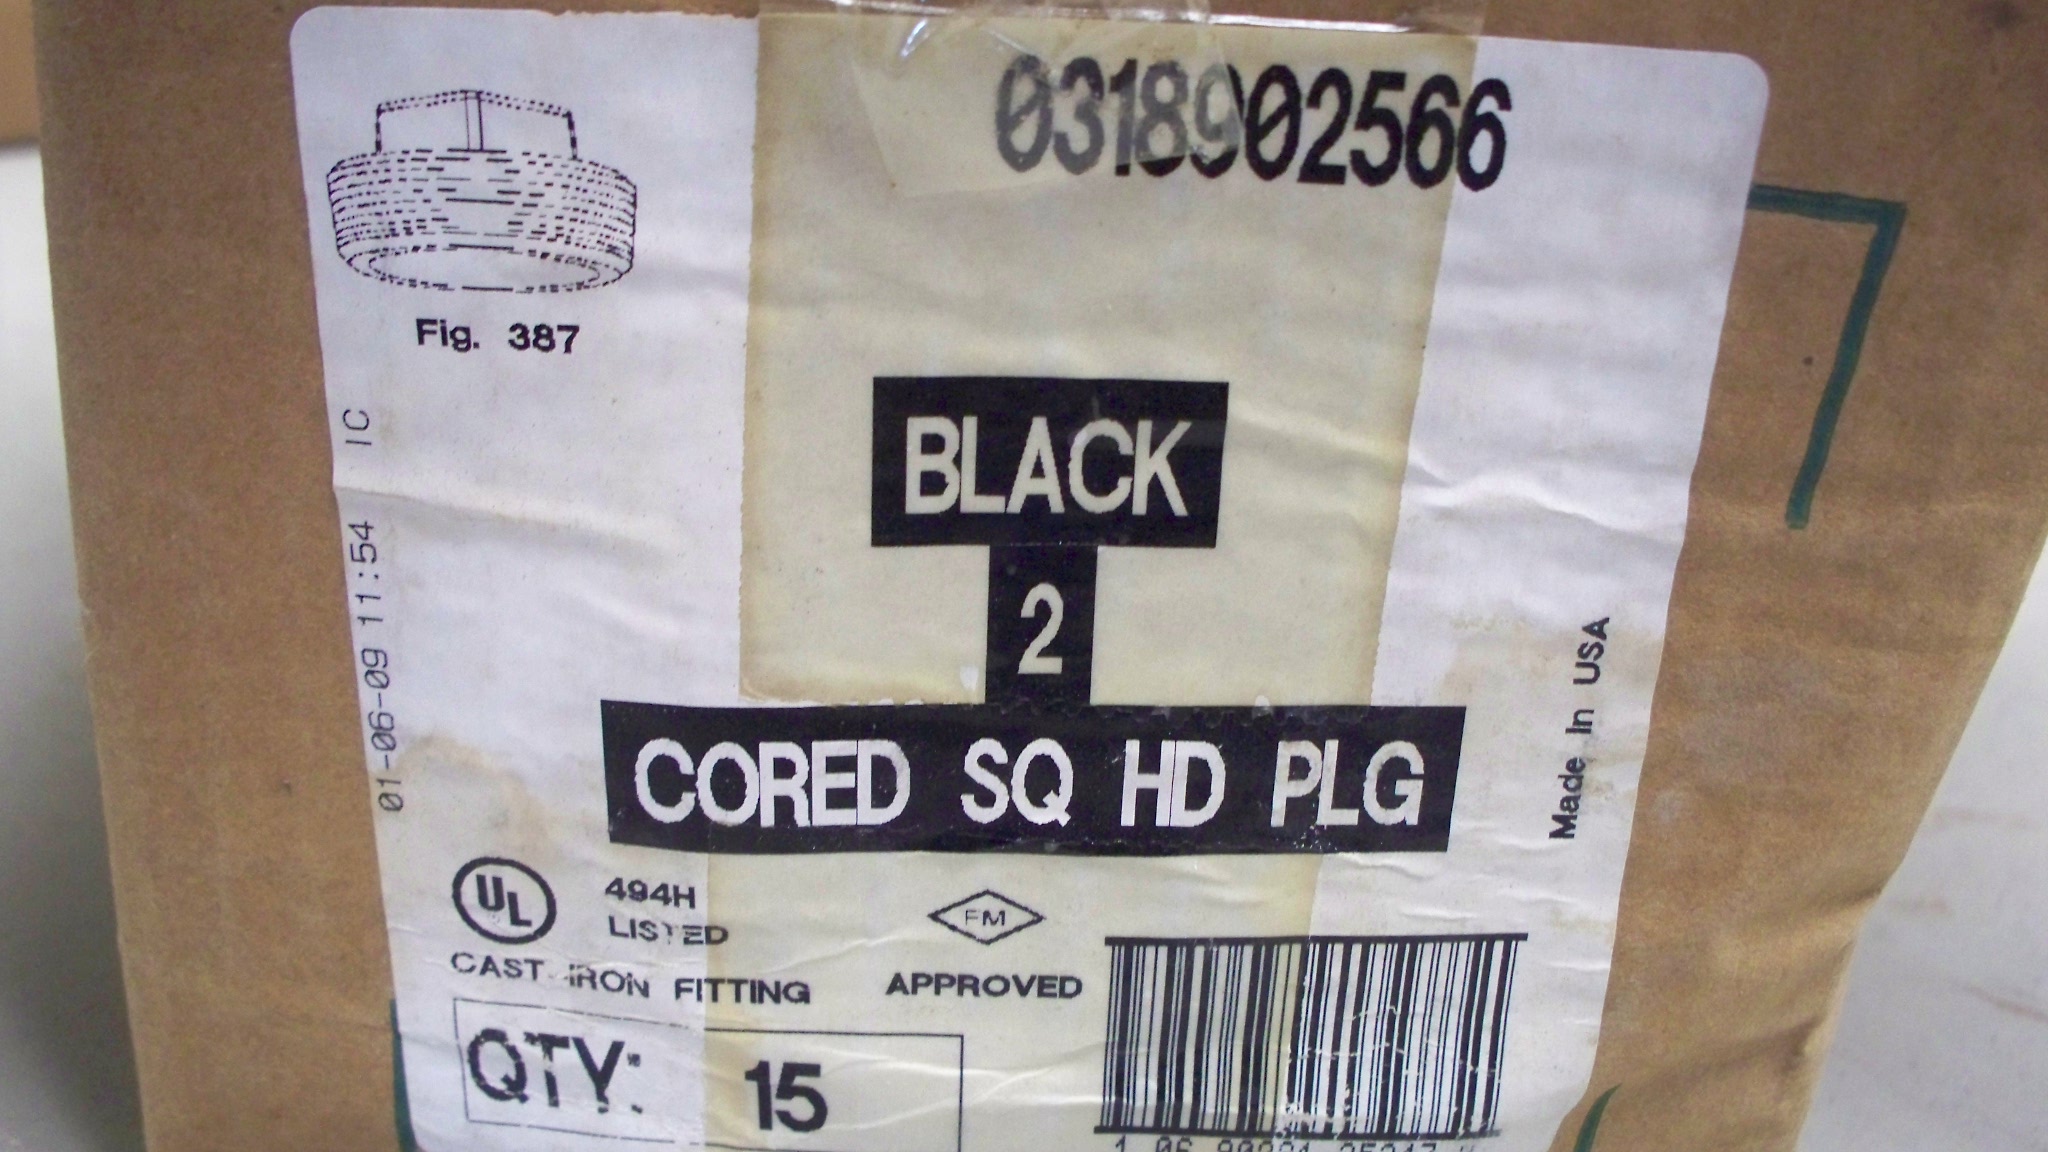 0318902566
Fig. 387
BLACK
2
CORED SQ HD PLG
01-06-09 11:54 IC
Made In USA
UL
494H
LISTED
FM
CAST IRON FITTING
APPROVED
QTY: 15